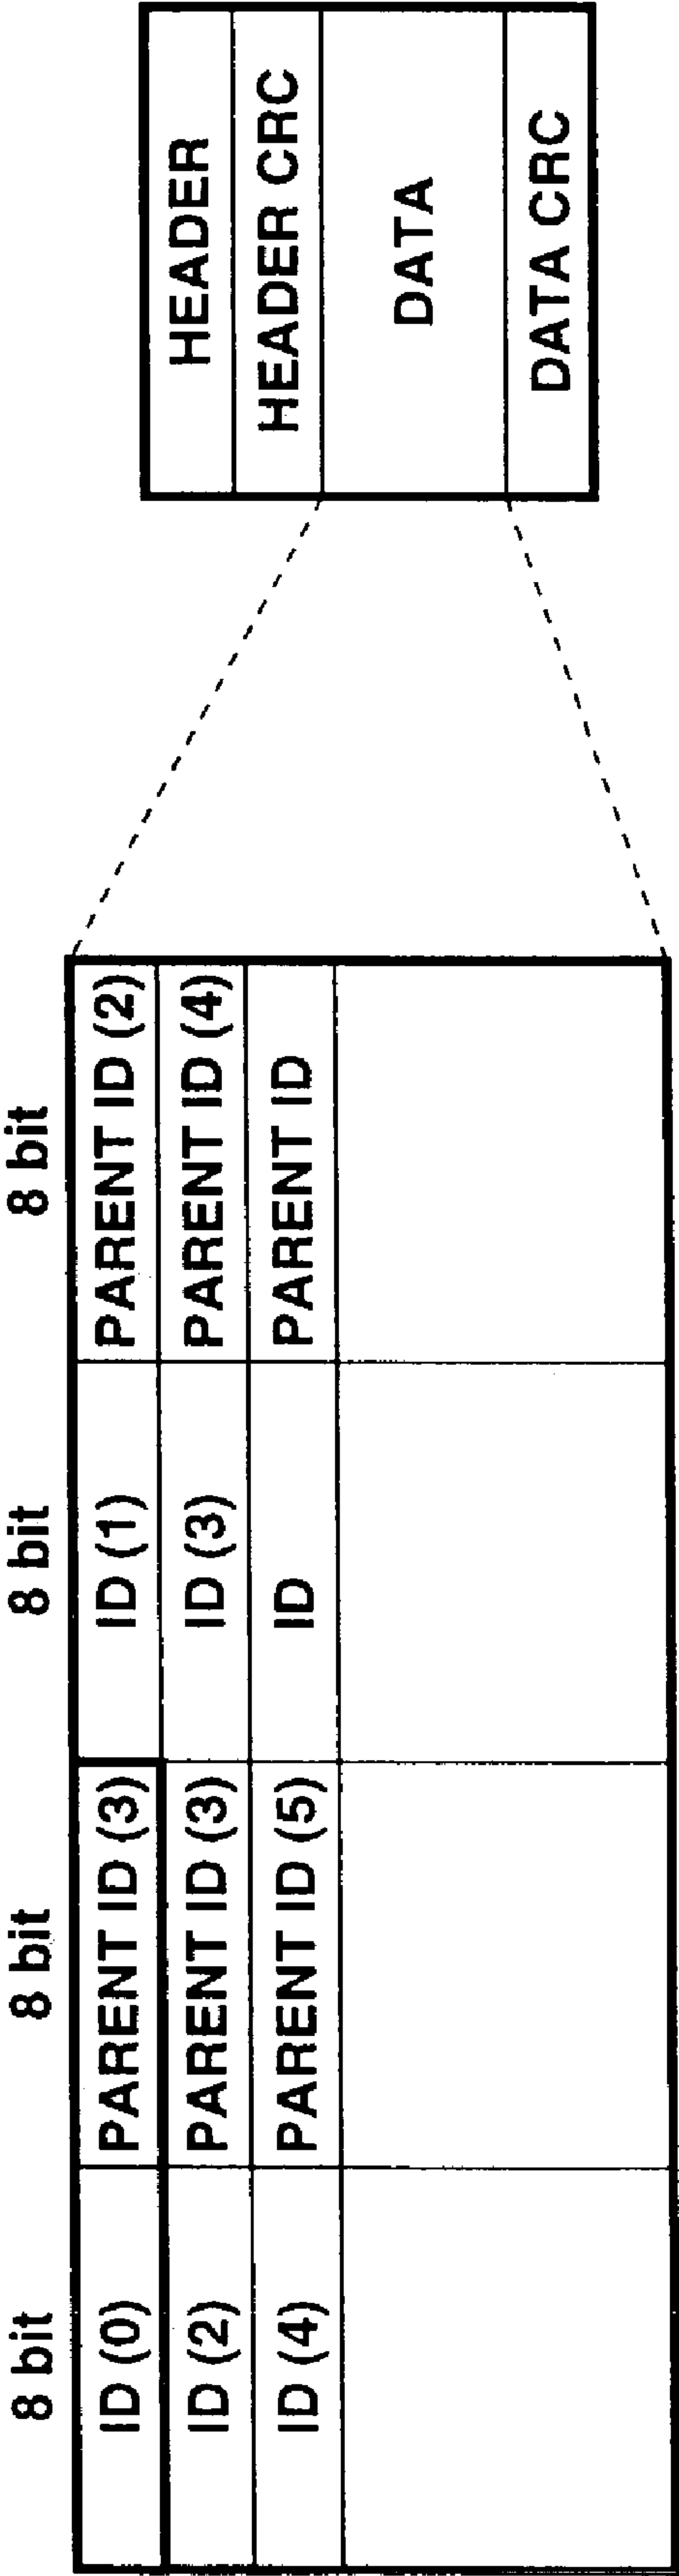 8 bit 8 bit 8 bit 8 bit
ID (0) PARENT ID (3) ID (1) PARENT ID (2)
ID (2) PARENT ID (3) ID (3) PARENT ID (4)
ID (4) PARENT ID (5) ID PARENT ID
HEADER
HEADER CRC
DATA
DATA CRC